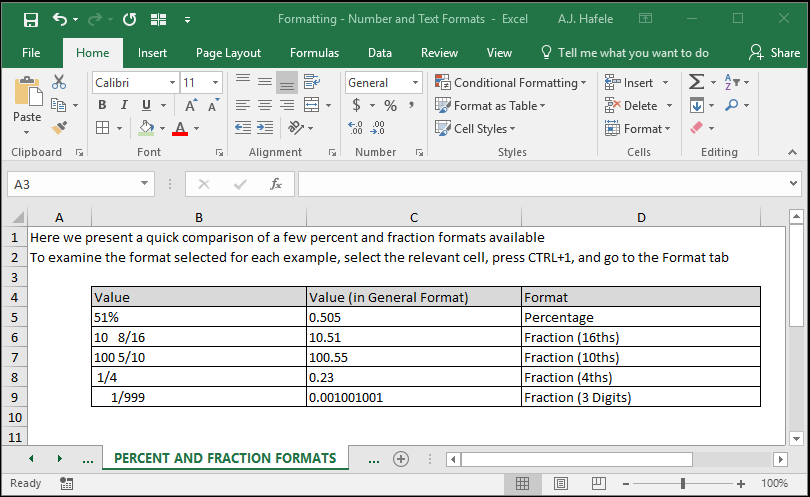 Formatting - Number and Text Formats - Excel A.J. Hafele
File Home Insert Page Layout Formulas Data Review View Tell me what you want to do Share
Paste Calibri 11 General Conditional Formatting Insert
B I U A A $ % , Format as Table Delete
A .00 Cell Styles Format
Clipboard Font Alignment Number Styles Cells Editing
A3 fx
A B C D
1 Here we present a quick comparison of a few percent and fraction formats available
2 To examine the format selected for each example, select the relevant cell, press CTRL+1, and go to the Format tab
3
4 Value Value (in General Format) Format
5 51% 0.505 Percentage
6 10 8/16 10.51 Fraction (16ths)
7 100 5/10 100.55 Fraction (10ths)
8 1/4 0.23 Fraction (4ths)
9 1/999 0.001001001 Fraction (3 Digits)
10
11
... PERCENT AND FRACTION FORMATS ...
Ready 100%